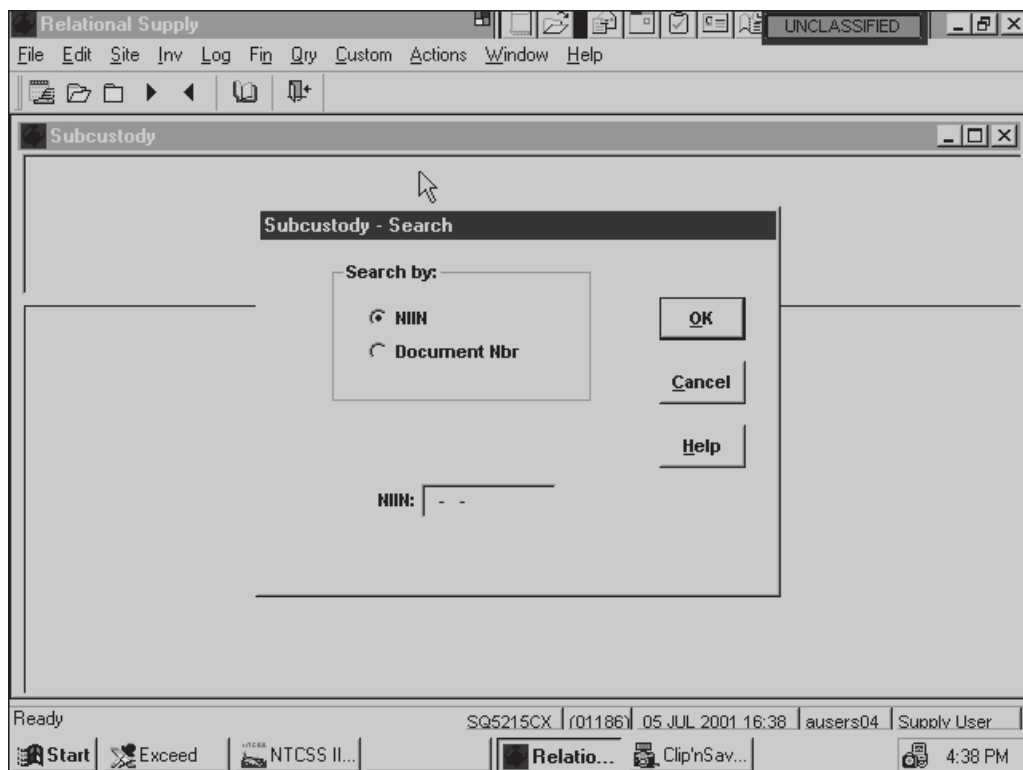 Relational Supply
UNCLASSIFIED
File Edit Site Inv Log Fin Qry Custom Actions Window Help
Subcustody
Subcustody - Search
Search by:
NIIN
Document Nbr
OK
Cancel
Help
NIIN: - -
Ready SQ5215CX (01186) 05 JUL 2001 16:38 ausers04 Supply User
Start Exceed NTCSS II... Relatio... Clip'nSav... 4:38 PM